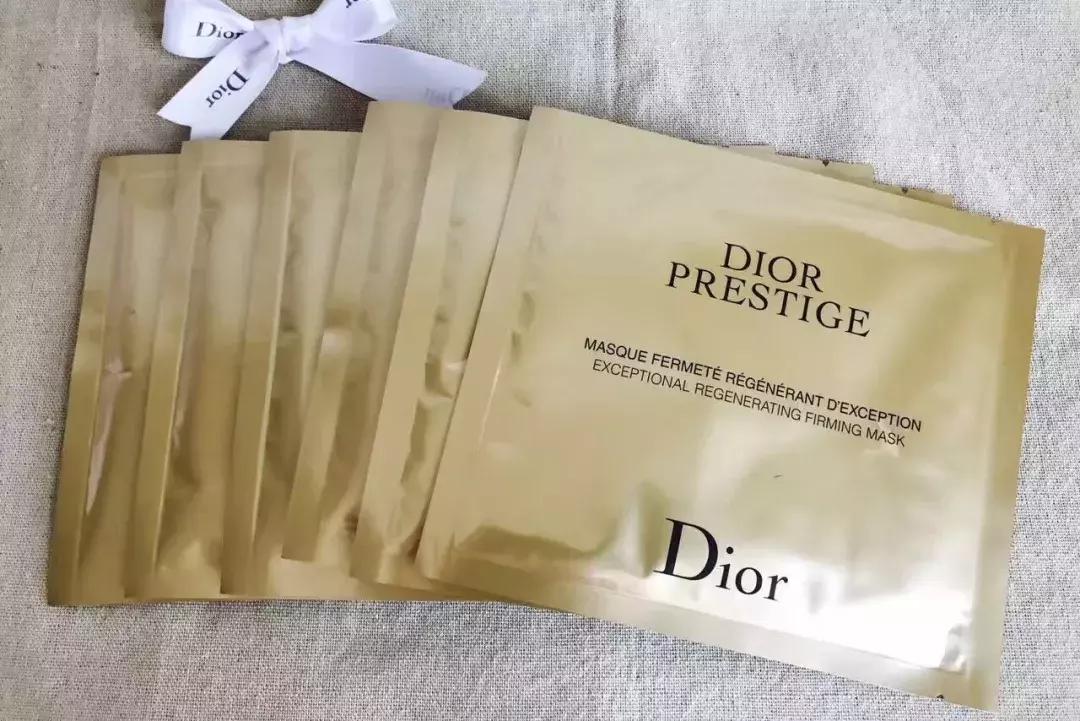 Dior
Dior
DIOR
PRESTIGE
MASQUE FERMETÉ RÉGÉNÉRANT D'EXCEPTION
EXCEPTIONAL REGENERATING FIRMING MASK
Dior